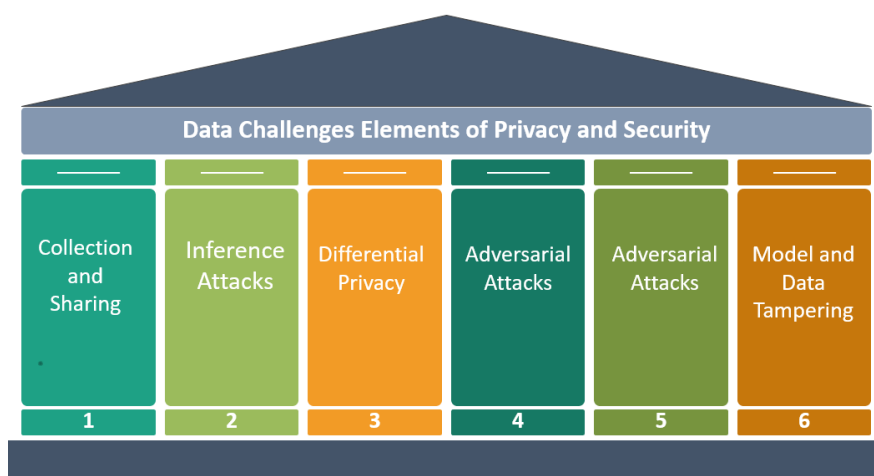 Data Challenges Elements of Privacy and Security
Collection
and
Sharing
Inference
Attacks
Differential
Privacy
Adversarial
Attacks
Adversarial
Attacks
Model and
Data
Tampering
1
2
3
4
5
6